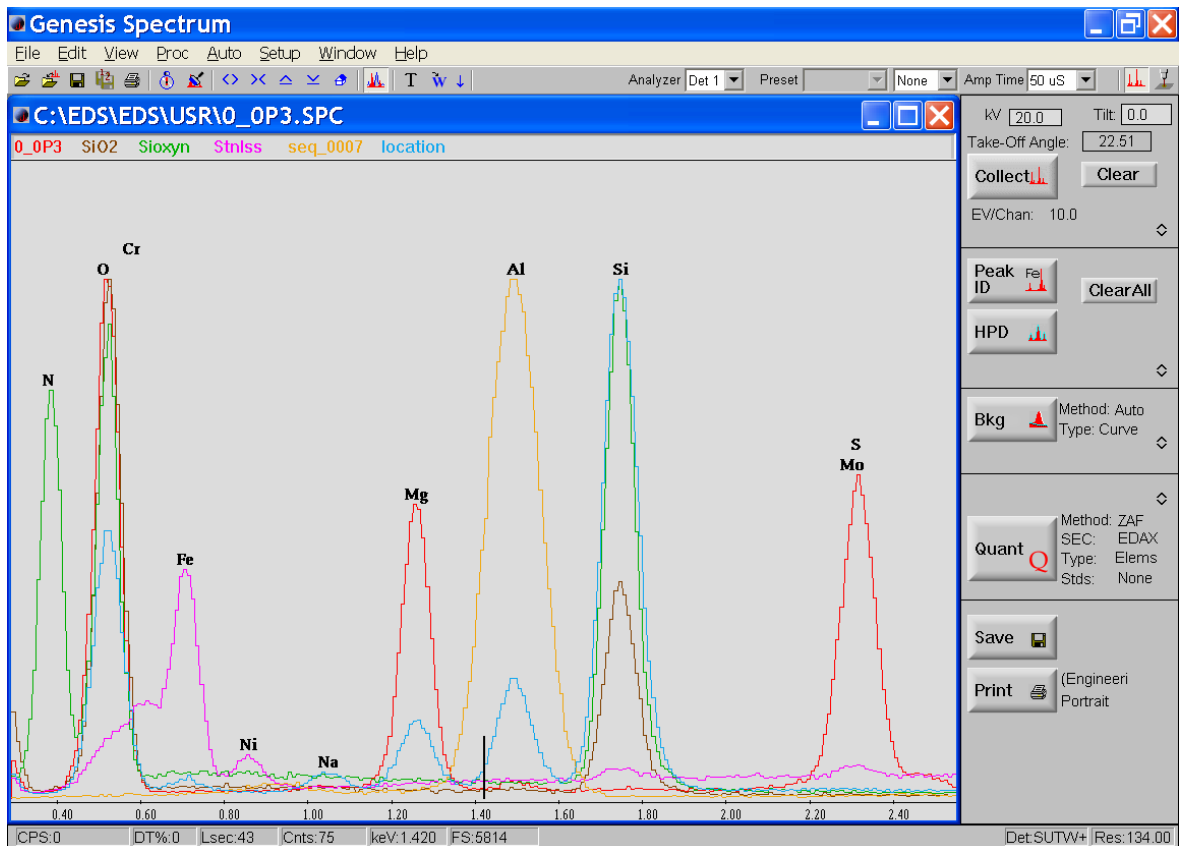 Genesis Spectrum
File Edit View Proc Auto Setup Window Help
T W Analyzer Det 1 Preset None Amp Time 50 uS
C:\EDS\EDS\USR\0_0P3.SPC
0_0P3 SiO2 Sioxyn Stnlss seq_0007 location
Cr
O Al Si
N
S
Mo
Mg
Fe
Ni
Na
0.40 0.60 0.80 1.00 1.20 1.40 1.60 1.80 2.00 2.20 2.40
kV 20.0 Tilt: 0.0
Take-Off Angle: 22.51
Collect Clear
EV/Chan: 10.0
Peak ID Fe ClearAll
HPD
Bkg Method: Auto
Type: Curve
Quant Q Method: ZAF
SEC: EDAX
Type: Elems
Stds: None
Save
Print (Engineeri
Portrait
CPS:0 DT%:0 Lsec:43 Cnts:75 keV:1.420 FS:5814 Det:SUTW+ Res:134.00